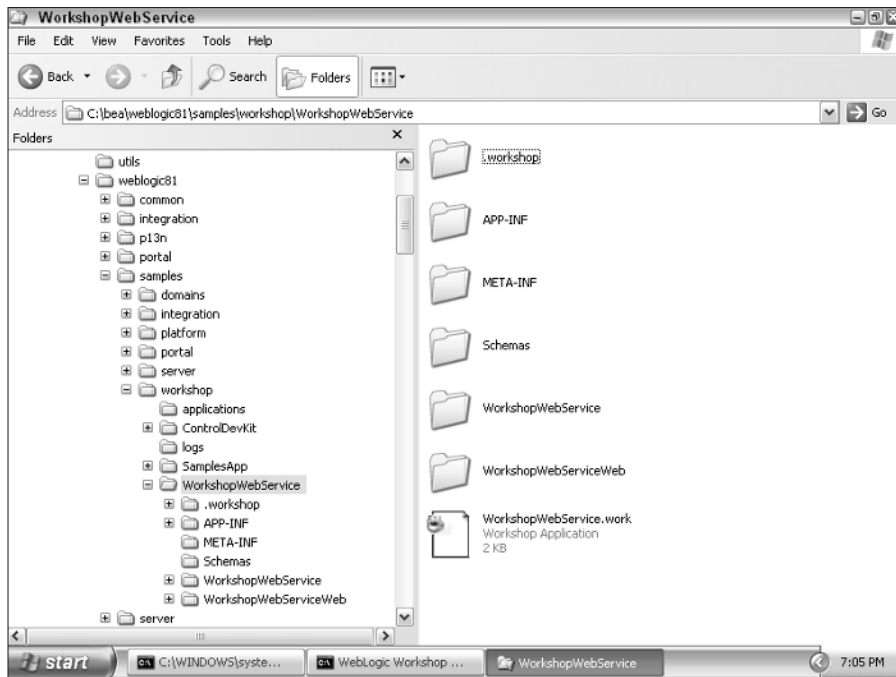 WorkshopWebService
File Edit View Favorites Tools Help
Back Search Folders
Address C:\bea\weblogic81\samples\workshop\WorkshopWebService Go
Folders
utils
weblogic81
common
integration
p13n
portal
samples
domains
integration
platform
portal
server
workshop
applications
ControlDevKit
logs
SamplesApp
WorkshopWebService
.workshop
APP-INF
META-INF
Schemas
WorkshopWebService
WorkshopWebServiceWeb
server
.workshop
APP-INF
META-INF
Schemas
WorkshopWebService
WorkshopWebServiceWeb
WorkshopWebService.work
Workshop Application
2 KB
start C:\WINDOWS\syste... WebLogic Workshop ... WorkshopWebService 7:05 PM